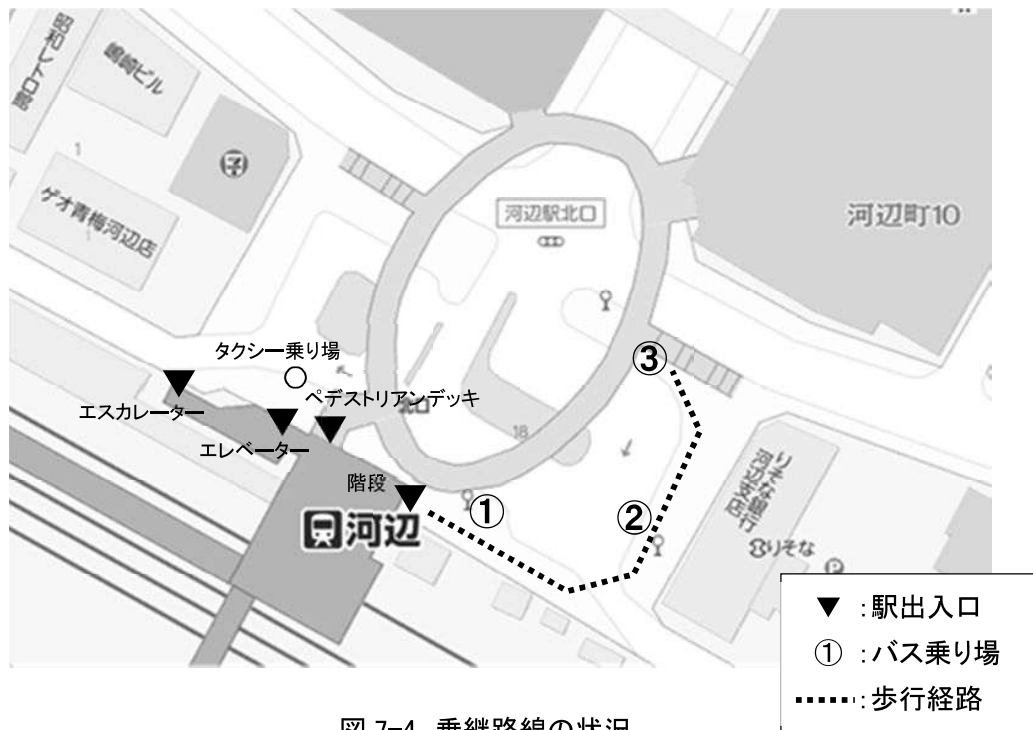 昭和レトロ館
嶋崎ビル
1
ゲオ青梅河辺店
河辺駅北口
河辺町10
タクシー乗り場
ペデストリアンデッキ
エスカレーター
エレベーター
北口
18
階段
河辺
①
②
③
りそな銀行
河辺支店
りそな
P
▼:駅出入口
①:バス乗り場
┅┅:歩行経路
図 7-4 乗継路線の状況